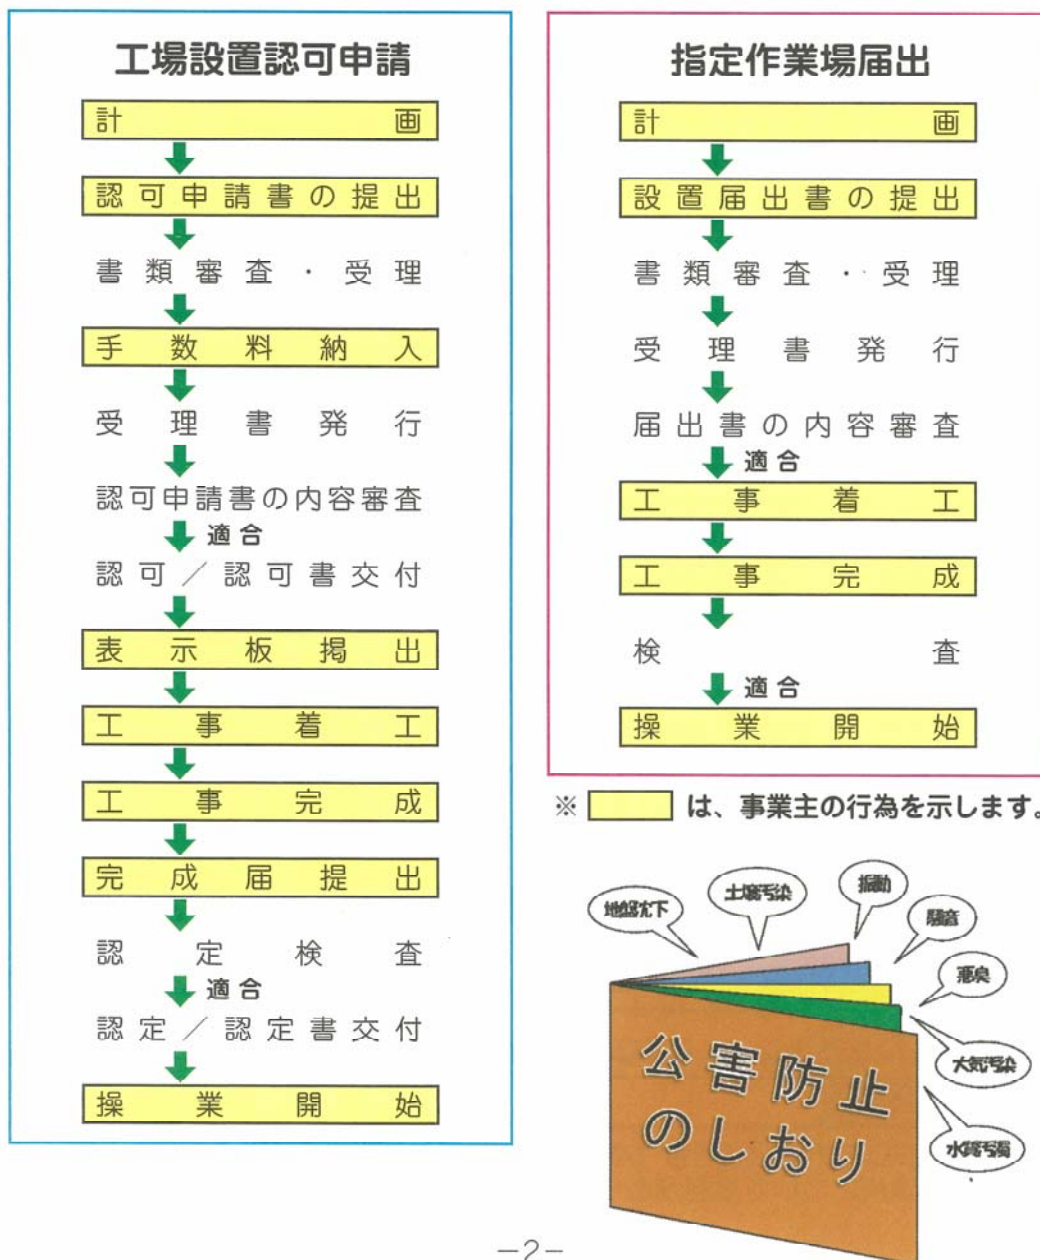 工場設置認可申請
計画
認可申請書の提出
書類審査・受理
手数料納入
受理書発行
認可申請書の内容審査
適合
認可／認可書交付
表示板掲出
工事着工
工事完成
完成届提出
認定検査
適合
認定／認定書交付
操業開始
指定作業場届出
計画
設置届出書の提出
書類審査・受理
受理書発行
届出書の内容審査
適合
工事着工
工事完成
検査
適合
操業開始
※ は、事業主の行為を示します。
地盤沈下
土壌汚染
振動
騒音
悪臭
大気汚染
水質汚濁
公害防止
のしおり
－2－